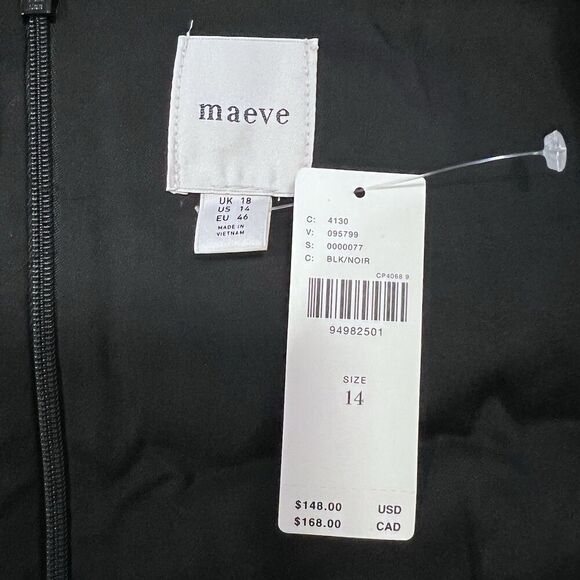 maeve
UK 18
US 14
EU 46
MADE IN
VIETNAM
C: 4130
V: 095799
S: 0000077
C: BLK/NOIR
CP4068 9
94982501
SIZE
14
$148.00 USD
$168.00 CAD